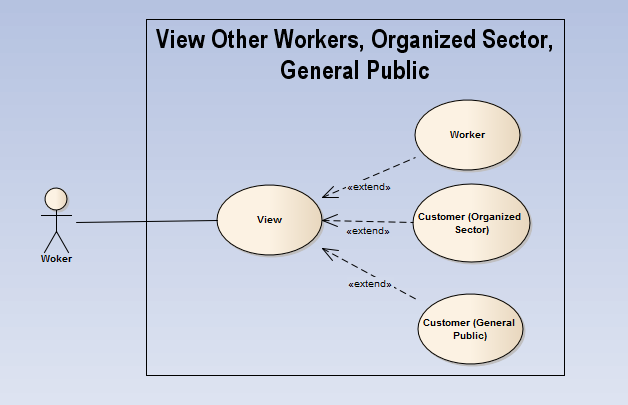 View Other Workers, Organized Sector,
General Public
Worker
«extend»
Customer (Organized
Sector)
View
«extend»
Woker
«extend»
Customer (General
Public)